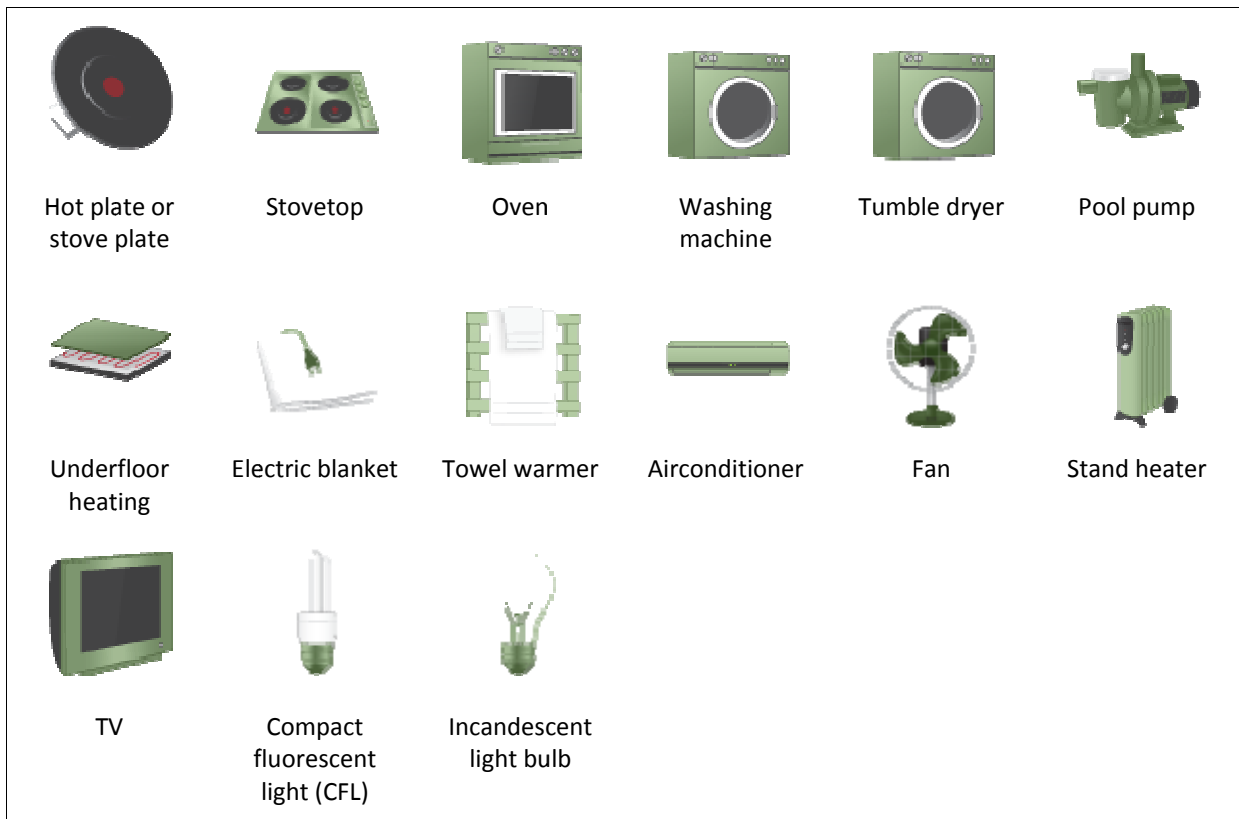 Hot plate or
stove plate
Stovetop
Oven
Washing
machine
Tumble dryer
Pool pump
Underfloor
heating
Electric blanket
Towel warmer
Airconditioner
Fan
Stand heater
TV
Compact
fluorescent
light (CFL)
Incandescent
light bulb